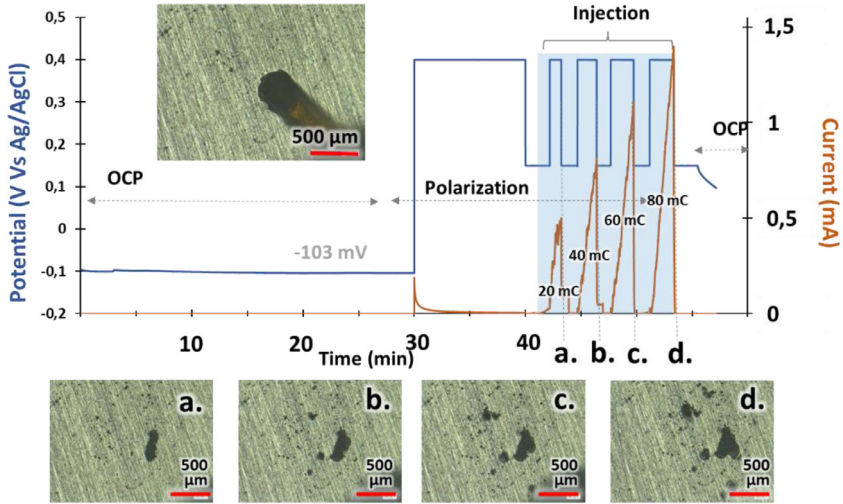 Injection
0,5
0,4
0,3
0,2
0,1
0
-0,1
-0,2
Potential (V Vs Ag/AgCl)
500 µm
OCP
-103 mV
Polarization
20 mC
40 mC
60 mC
80 mC
OCP
1,5
1
0,5
0
Current (mA)
10
20
30
40
Time (min)
a.
b.
c.
d.
a.
500
µm
b.
500
µm
c.
500
µm
d.
500
µm